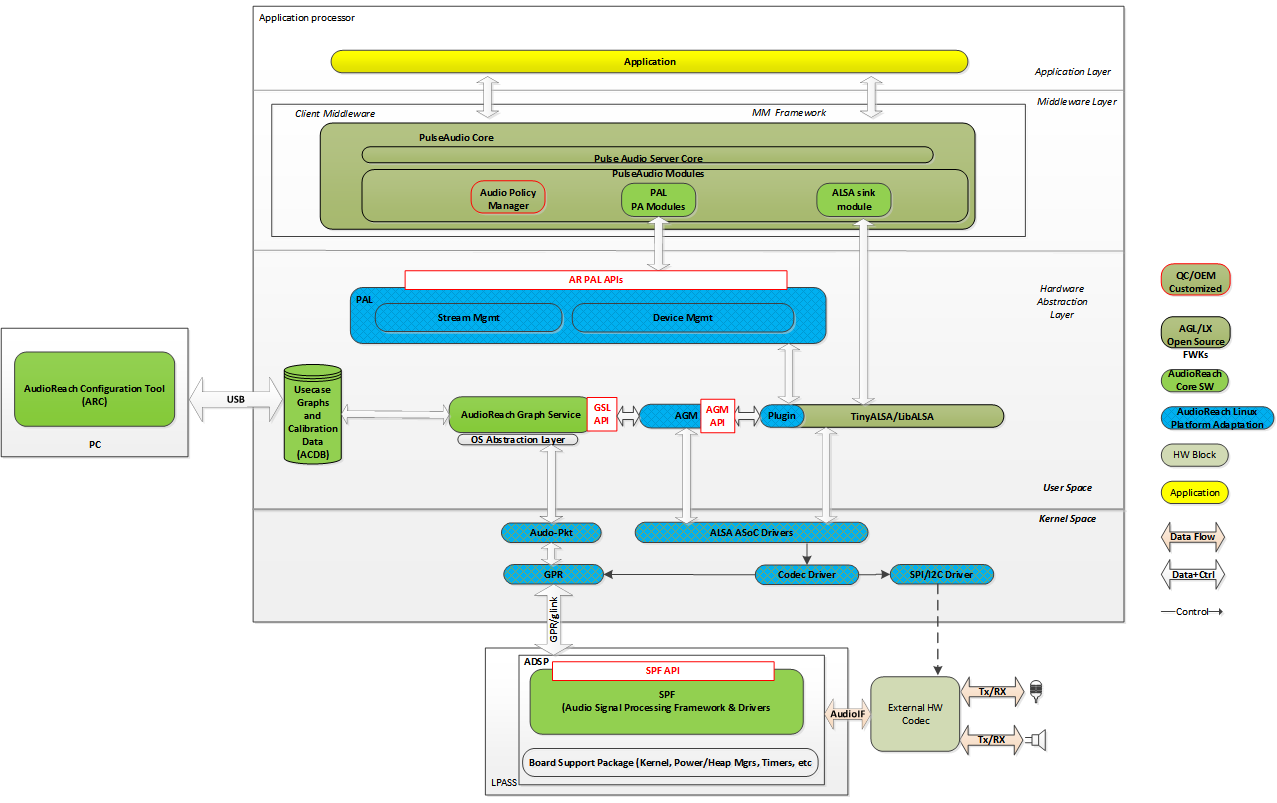 Application processor
Application
Application Layer
Middleware Layer
Client Middleware
MM Framework
PulseAudio Core
Pulse Audio Server Core
PulseAudio Modules
Audio Policy
Manager
PAL
PA Modules
ALSA sink
module
AR PAL APIs
PAL
Stream Mgmt
Device Mgmt
Hardware
Abstraction
Layer
AudioReach Configuration Tool
(ARC)
PC
USB
Usecase
Graphs
and
Calibration
Data
(ACDB)
AudioReach Graph Service
GSL
API
AGM
AGM
API
Plugin
TinyALSA/LibALSA
OS Abstraction Layer
User Space
Kernel Space
Audo-Pkt
ALSA ASoC Drivers
GPR
Codec Driver
SPI/I2C Driver
GPR/glink
ADSP
SPF API
SPF
(Audio Signal Processing Framework & Drivers
Board Support Package (Kernel, Power/Heap Mgrs, Timers, etc
LPASS
AudioIF
External HW
Codec
Tx/RX
Tx/RX
QC/OEM
Customized
AGL/LX
Open Source
FWKs
AudioReach
Core SW
AudioReach Linux
Platform Adaptation
HW Block
Application
Data Flow
Data+Ctrl
Control